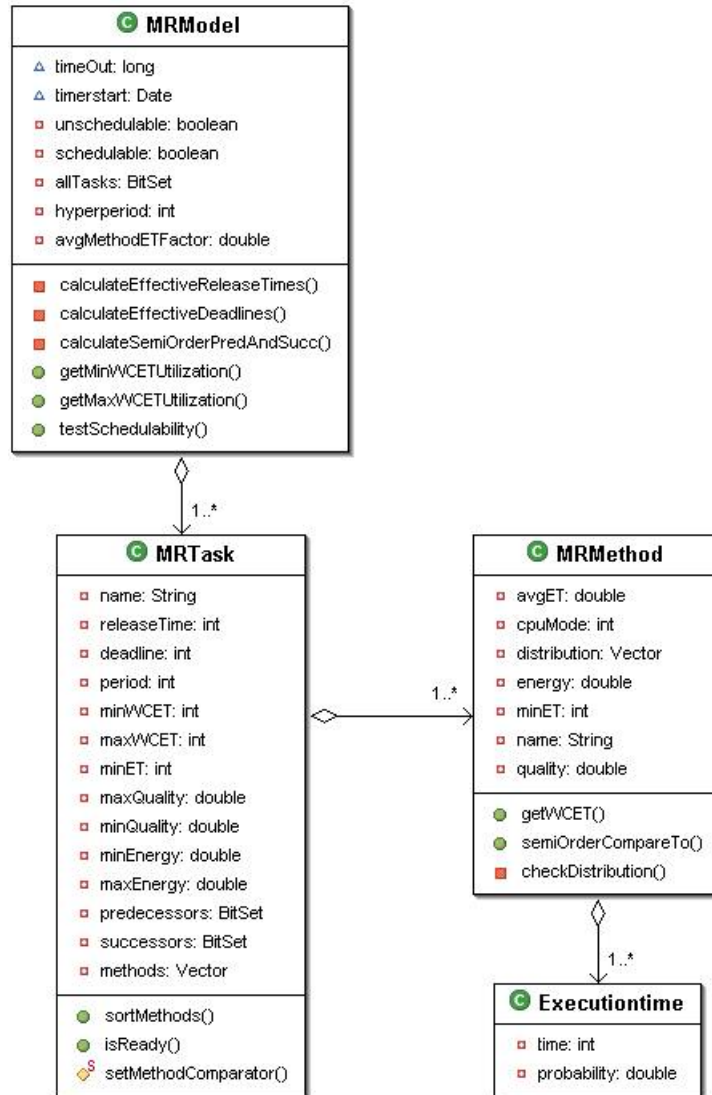 MRModel
timeOut: long
timerstart: Date
unschedulable: boolean
schedulable: boolean
allTasks: BitSet
hyperperiod: int
avgMethodETFactor: double
calculateEffectiveReleaseTimes()
calculateEffectiveDeadlines()
calculateSemiOrderPredAndSucc()
getMinWCETUtilization()
getMaxWCETUtilization()
testSchedulability()
1..*
MRTask
name: String
releaseTime: int
deadline: int
period: int
minWCET: int
maxWCET: int
minET: int
maxQuality: double
minQuality: double
minEnergy: double
maxEnergy: double
predecessors: BitSet
successors: BitSet
methods: Vector
sortMethods()
isReady()
S setMethodComparator()
1..*
MRMethod
avgET: double
cpuMode: int
distribution: Vector
energy: double
minET: int
name: String
quality: double
getWCET()
semiOrderCompareTo()
checkDistribution()
1..*
Executiontime
time: int
probability: double